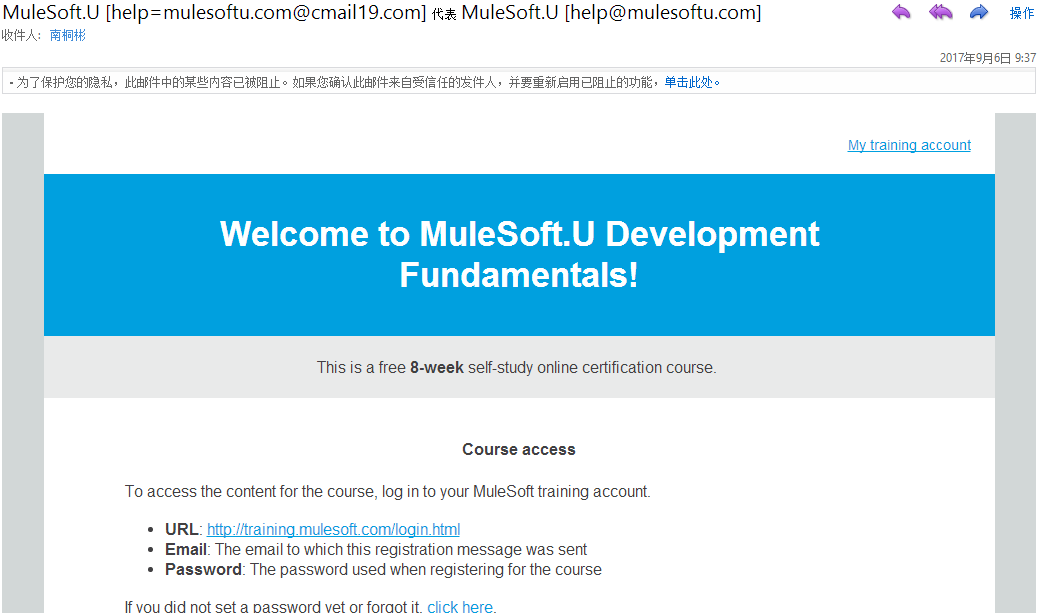 MuleSoft.U [help=mulesoftu.com@cmail19.com] 代表 MuleSoft.U [help@mulesoftu.com]
操作
收件人： 南桐彬
2017年9月6日 9:37
- 为了保护您的隐私，此邮件中的某些内容已被阻止。如果您确认此邮件来自受信任的发件人，并要重新启用已阻止的功能，单击此处。
My training account
Welcome to MuleSoft.U Development
Fundamentals!
This is a free 8-week self-study online certification course.
Course access
To access the content for the course, log in to your MuleSoft training account.
• URL: http://training.mulesoft.com/login.html
• Email: The email to which this registration message was sent
• Password: The password used when registering for the course
If you did not set a password yet or forgot it, click here.